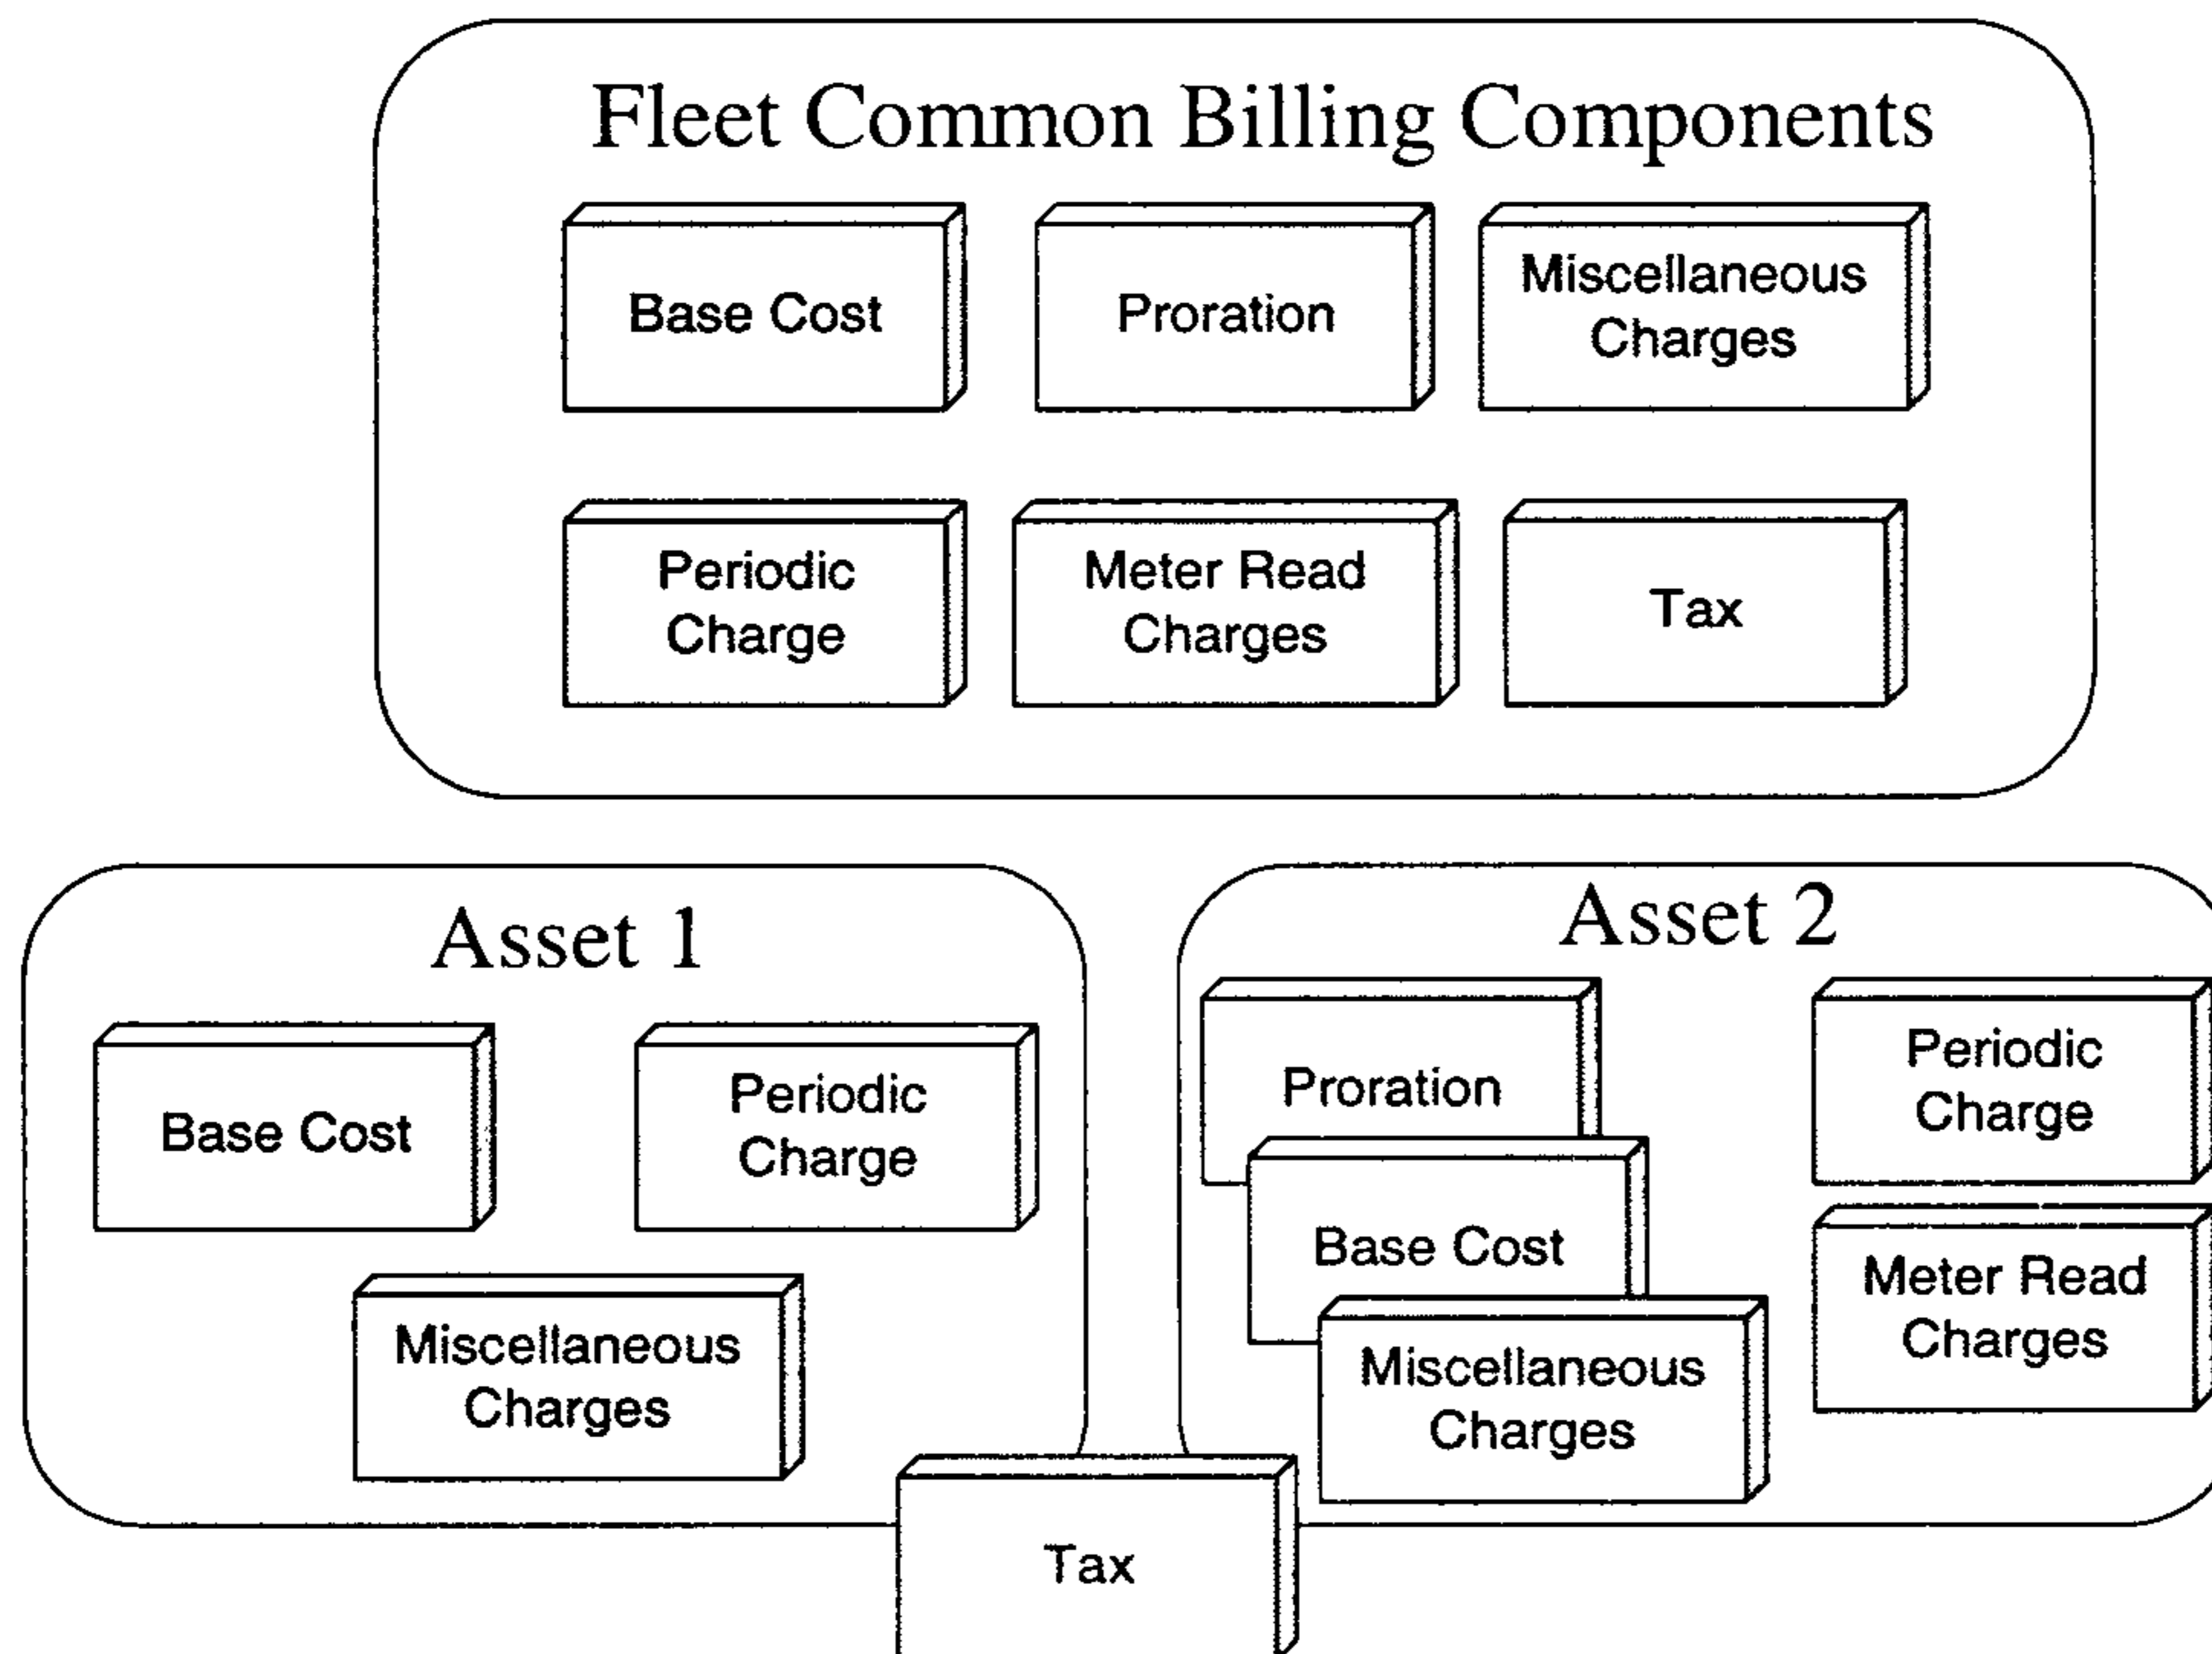 Fleet Common Billing Components
Base Cost
Proration
Miscellaneous
Charges
Periodic
Charge
Meter Read
Charges
Tax
Asset 1
Base Cost
Periodic
Charge
Miscellaneous
Charges
Asset 2
Proration
Base Cost
Miscellaneous
Charges
Periodic
Charge
Meter Read
Charges
Tax